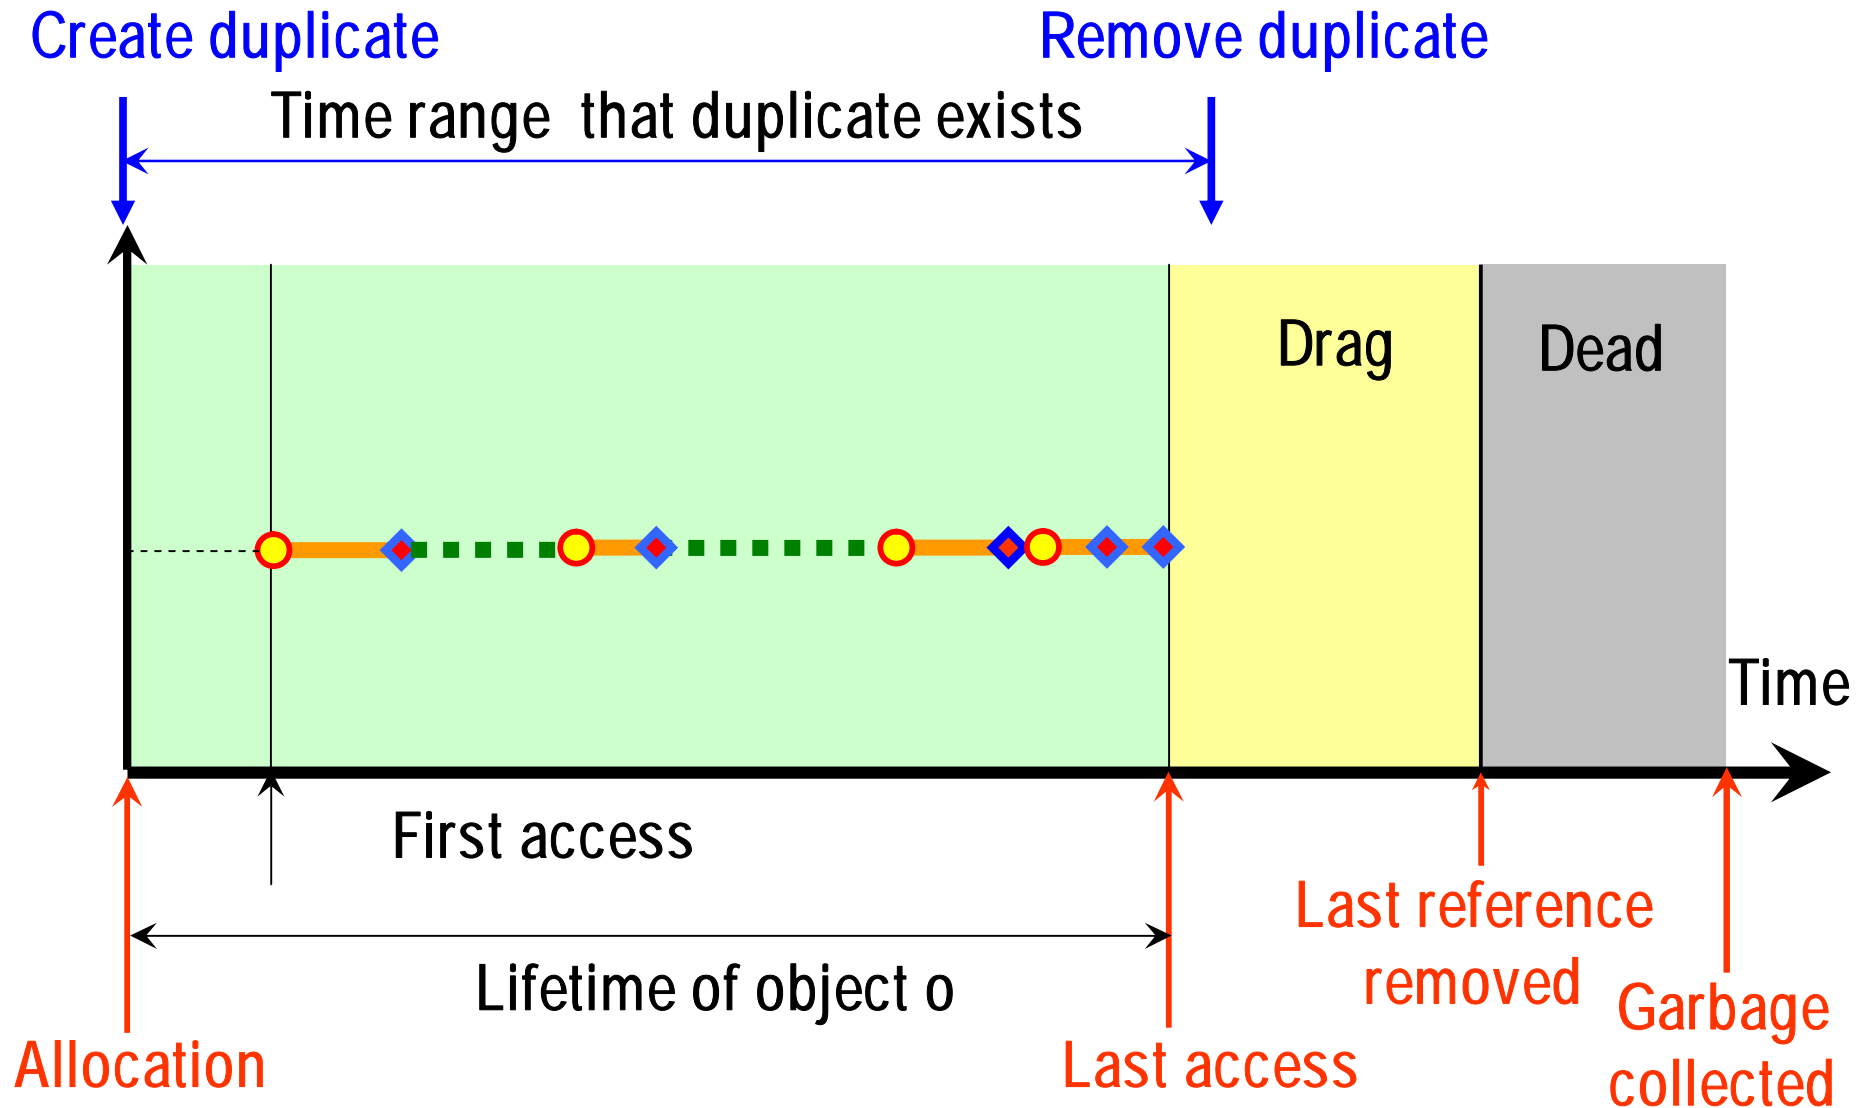 Create duplicate
Remove duplicate
Time range that duplicate exists
Drag
Dead
Time
First access
Last reference
removed
Lifetime of object o
Garbage
collected
Allocation
Last access